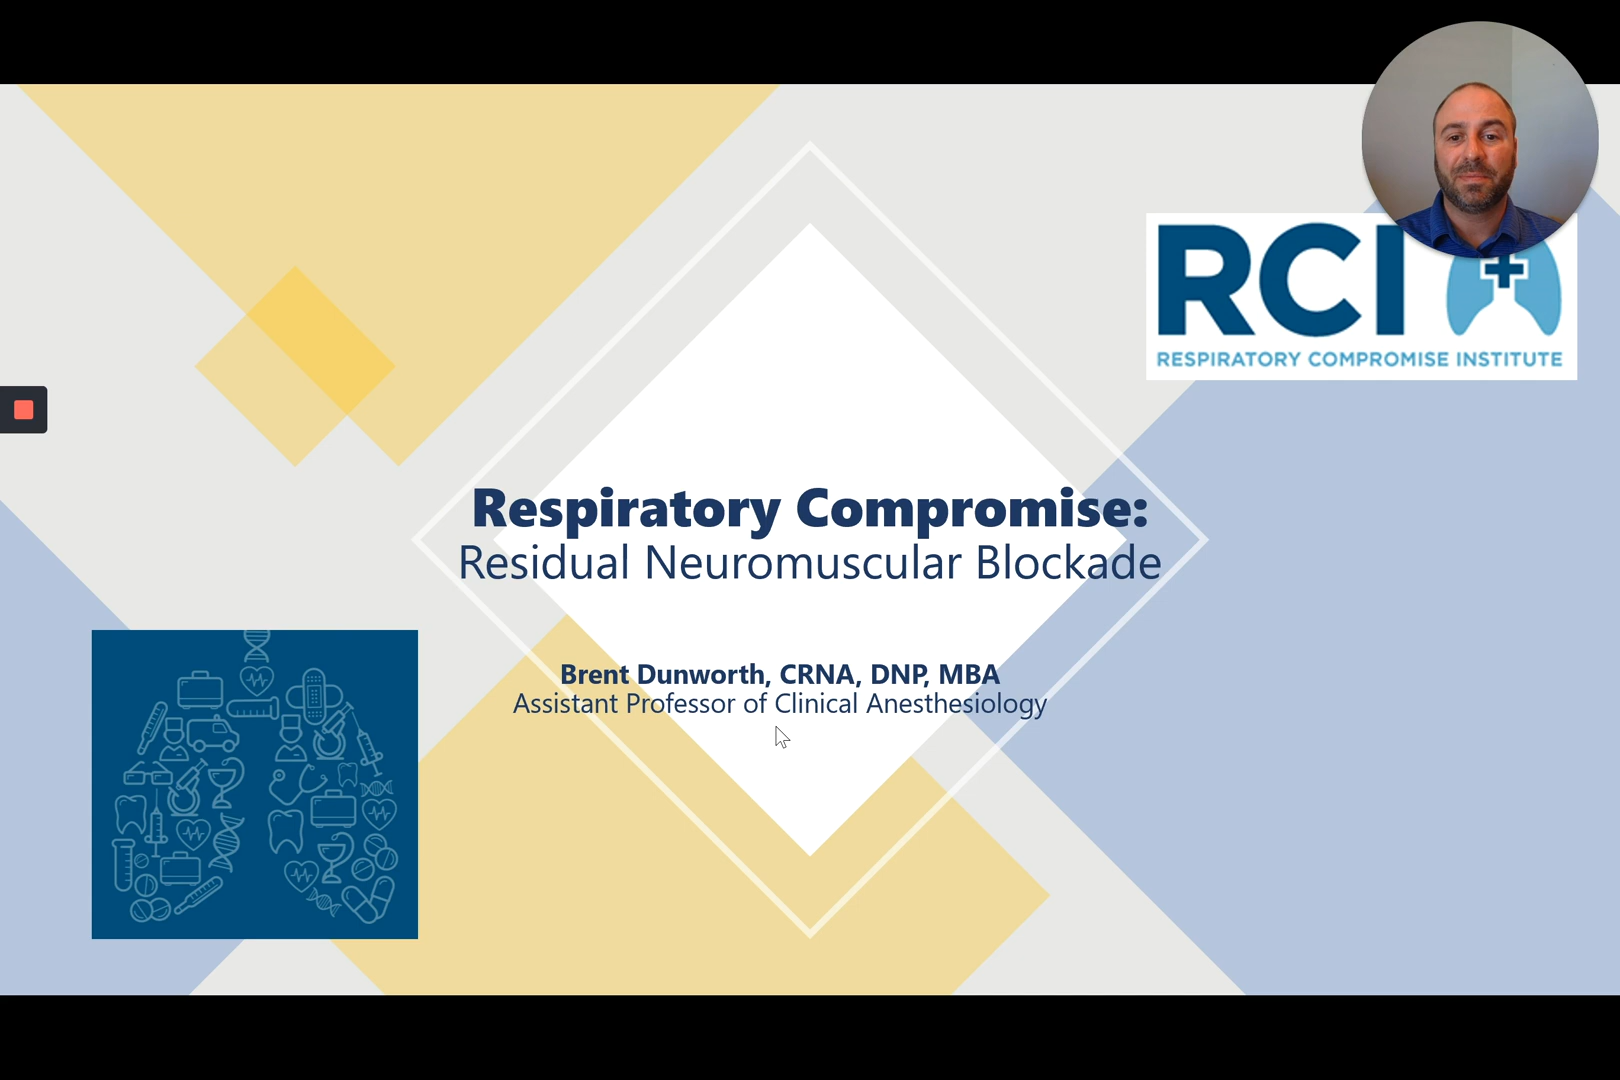 RCI
RESPIRATORY COMPROMISE INSTITUTE
Respiratory Compromise:
Residual Neuromuscular Blockade
Brent Dunworth, CRNA, DNP, MBA
Assistant Professor of Clinical Anesthesiology